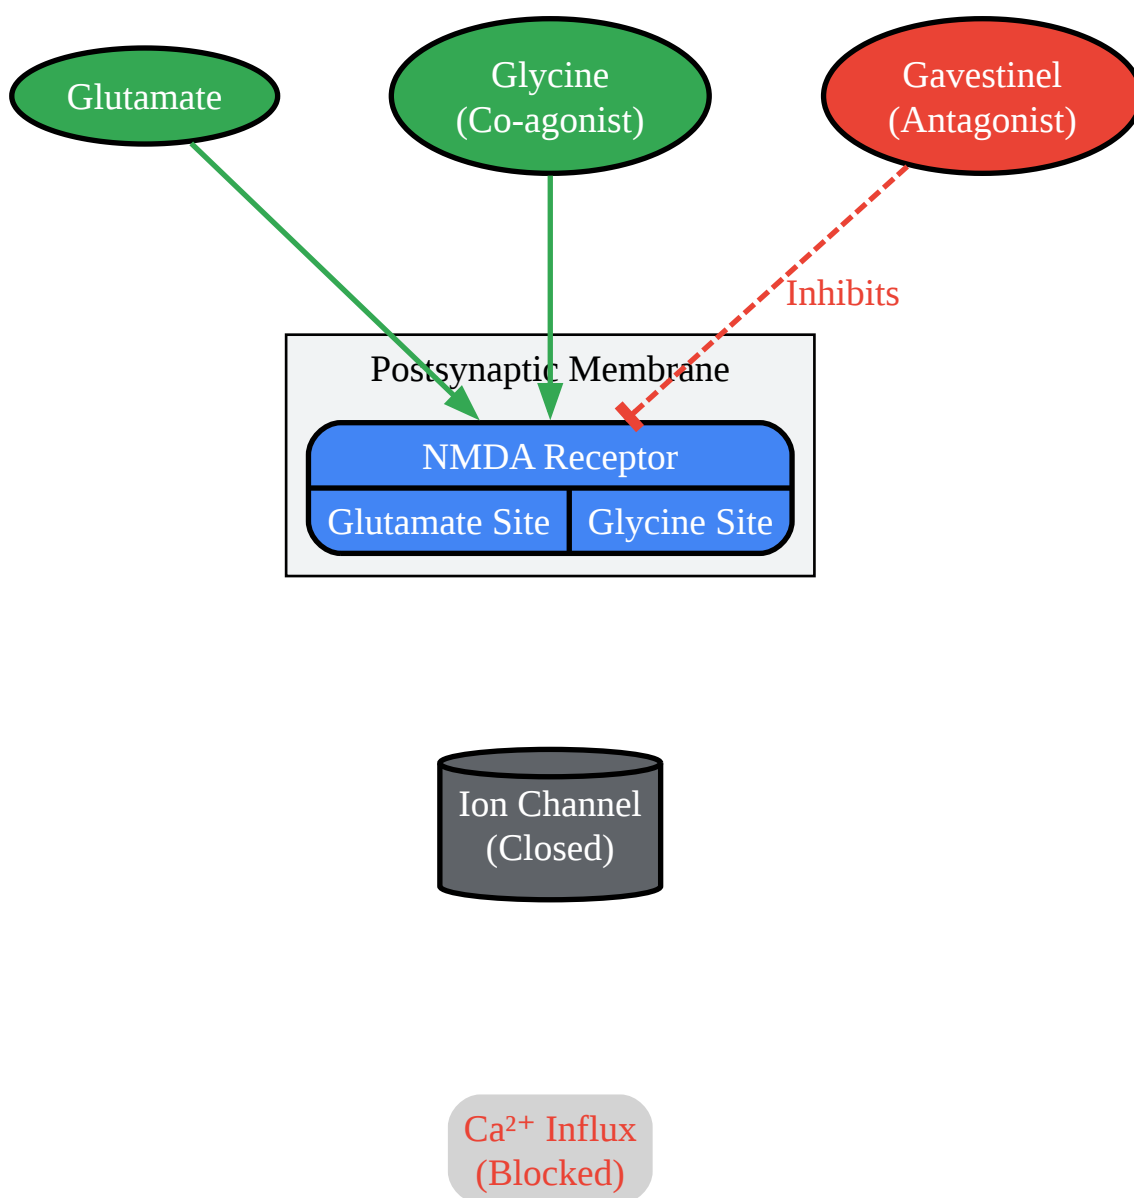 Glutamate
Glycine
(Co-agonist)
Gavestinel
(Antagonist)
Inhibits
Postsynaptic Membrane
NMDA Receptor
Glutamate Site
Glycine Site
Ion Channel
(Closed)
Ca²⁺ Influx
(Blocked)